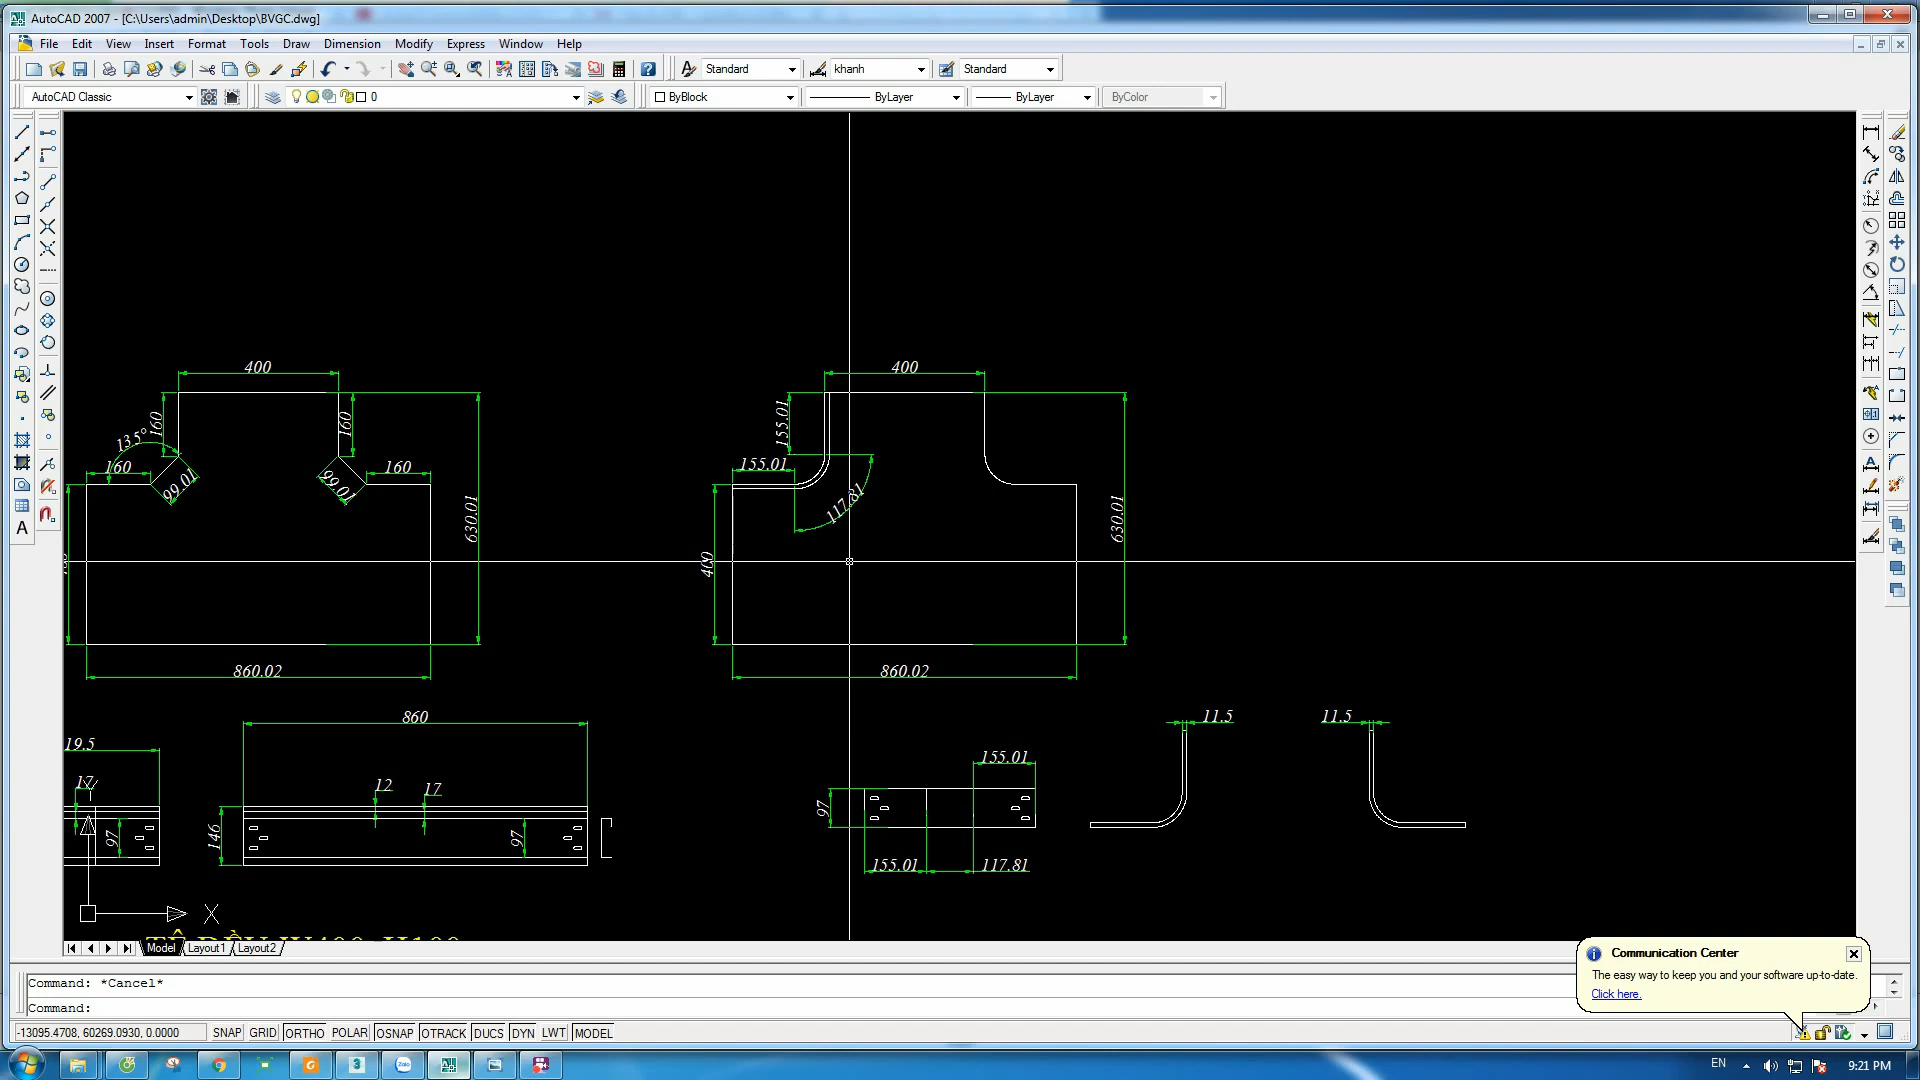 AutoCAD 2007 - [C:\Users\admin\Desktop\BVGC.dwg]
File Edit View Insert Format Tools Draw Dimension Modify Express Window Help
Standard khanh Standard
AutoCAD Classic 0 ByBlock ByLayer ByLayer ByColor
400 400
160 160 155.01
13.5°
160 160 155.01
99.01 99.01 117.81
630.01 630.01
400
860.02 860.02
860 11.5 11.5
19.5 155.01
17 12 17
97 146 97 97
155.01 117.81
Y
X
A
Model Layout1 Layout2
Command: *Cancel*
Command:
Communication Center
The easy way to keep you and your software up-to-date.
Click here.
-13095.4708, 60269.0930, 0.0000 SNAP GRID ORTHO POLAR OSNAP OTRACK DUCS DYN LWT MODEL
EN 9:21 PM